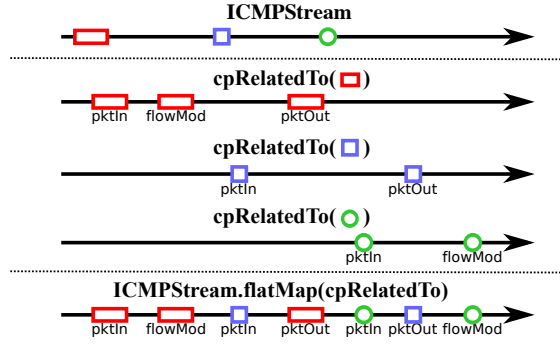 ICMPStream
cpRelatedTo( )
pktIn flowMod pktOut
cpRelatedTo( )
pktIn pktOut
cpRelatedTo( )
pktIn flowMod
ICMPStream.flatMap(cpRelatedTo)
pktIn flowMod pktIn pktOut pktIn pktOut flowMod